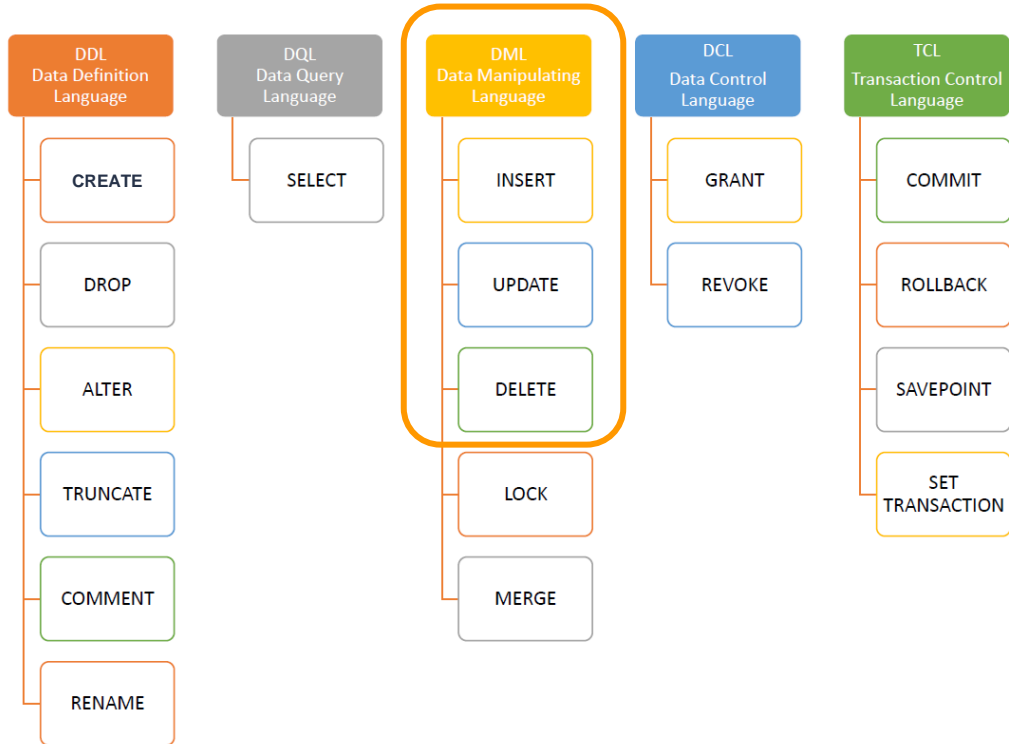 DDL
Data Definition
Language
CREATE
DROP
ALTER
TRUNCATE
COMMENT
RENAME
DQL
Data Query
Language
SELECT
DML
Data Manipulating
Language
INSERT
UPDATE
DELETE
LOCK
MERGE
DCL
Data Control
Language
GRANT
REVOKE
TCL
Transaction Control
Language
COMMIT
ROLLBACK
SAVEPOINT
SET
TRANSACTION